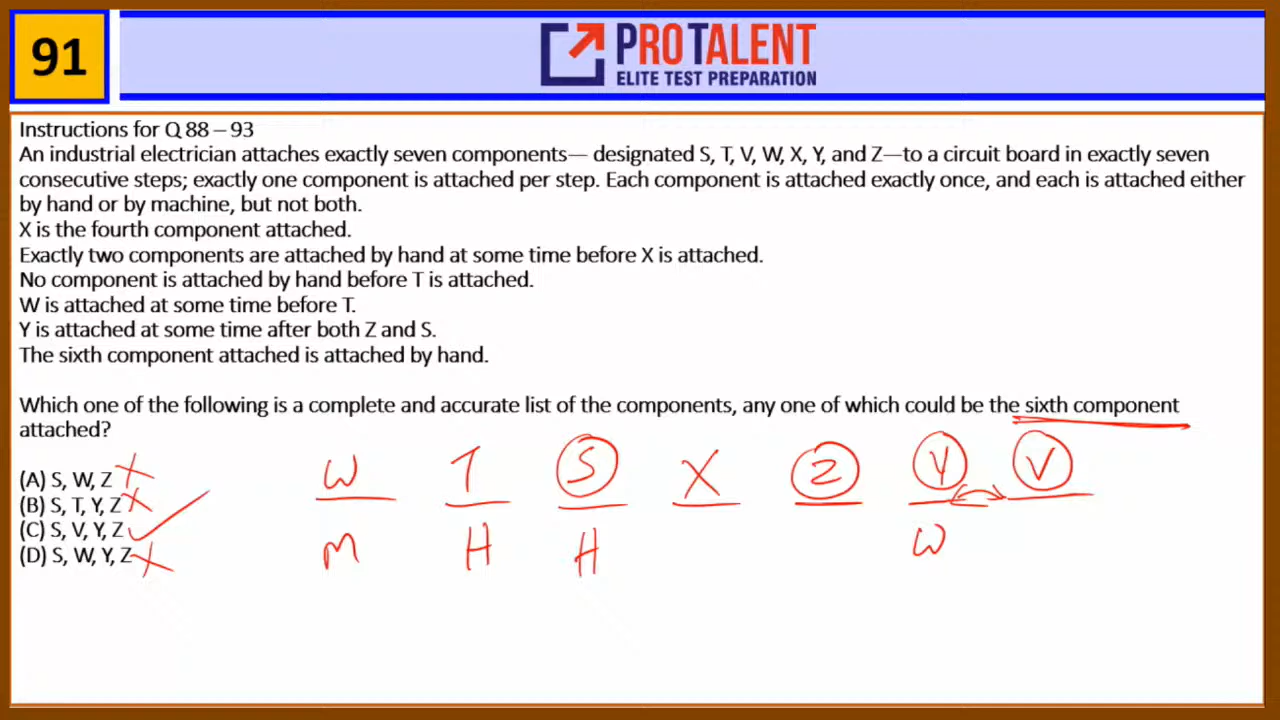 91
PROTALENT
ELITE TEST PREPARATION
Instructions for Q 88 – 93
An industrial electrician attaches exactly seven components— designated S, T, V, W, X, Y, and Z—to a circuit board in exactly seven
consecutive steps; exactly one component is attached per step. Each component is attached exactly once, and each is attached either
by hand or by machine, but not both.
X is the fourth component attached.
Exactly two components are attached by hand at some time before X is attached.
No component is attached by hand before T is attached.
W is attached at some time before T.
Y is attached at some time after both Z and S.
The sixth component attached is attached by hand.
Which one of the following is a complete and accurate list of the components, any one of which could be the sixth component
attached?
(A) S, W, Z
(B) S, T, Y, Z
(C) S, V, Y, Z
(D) S, W, Y, Z
W T S X Z Y V
M H H W